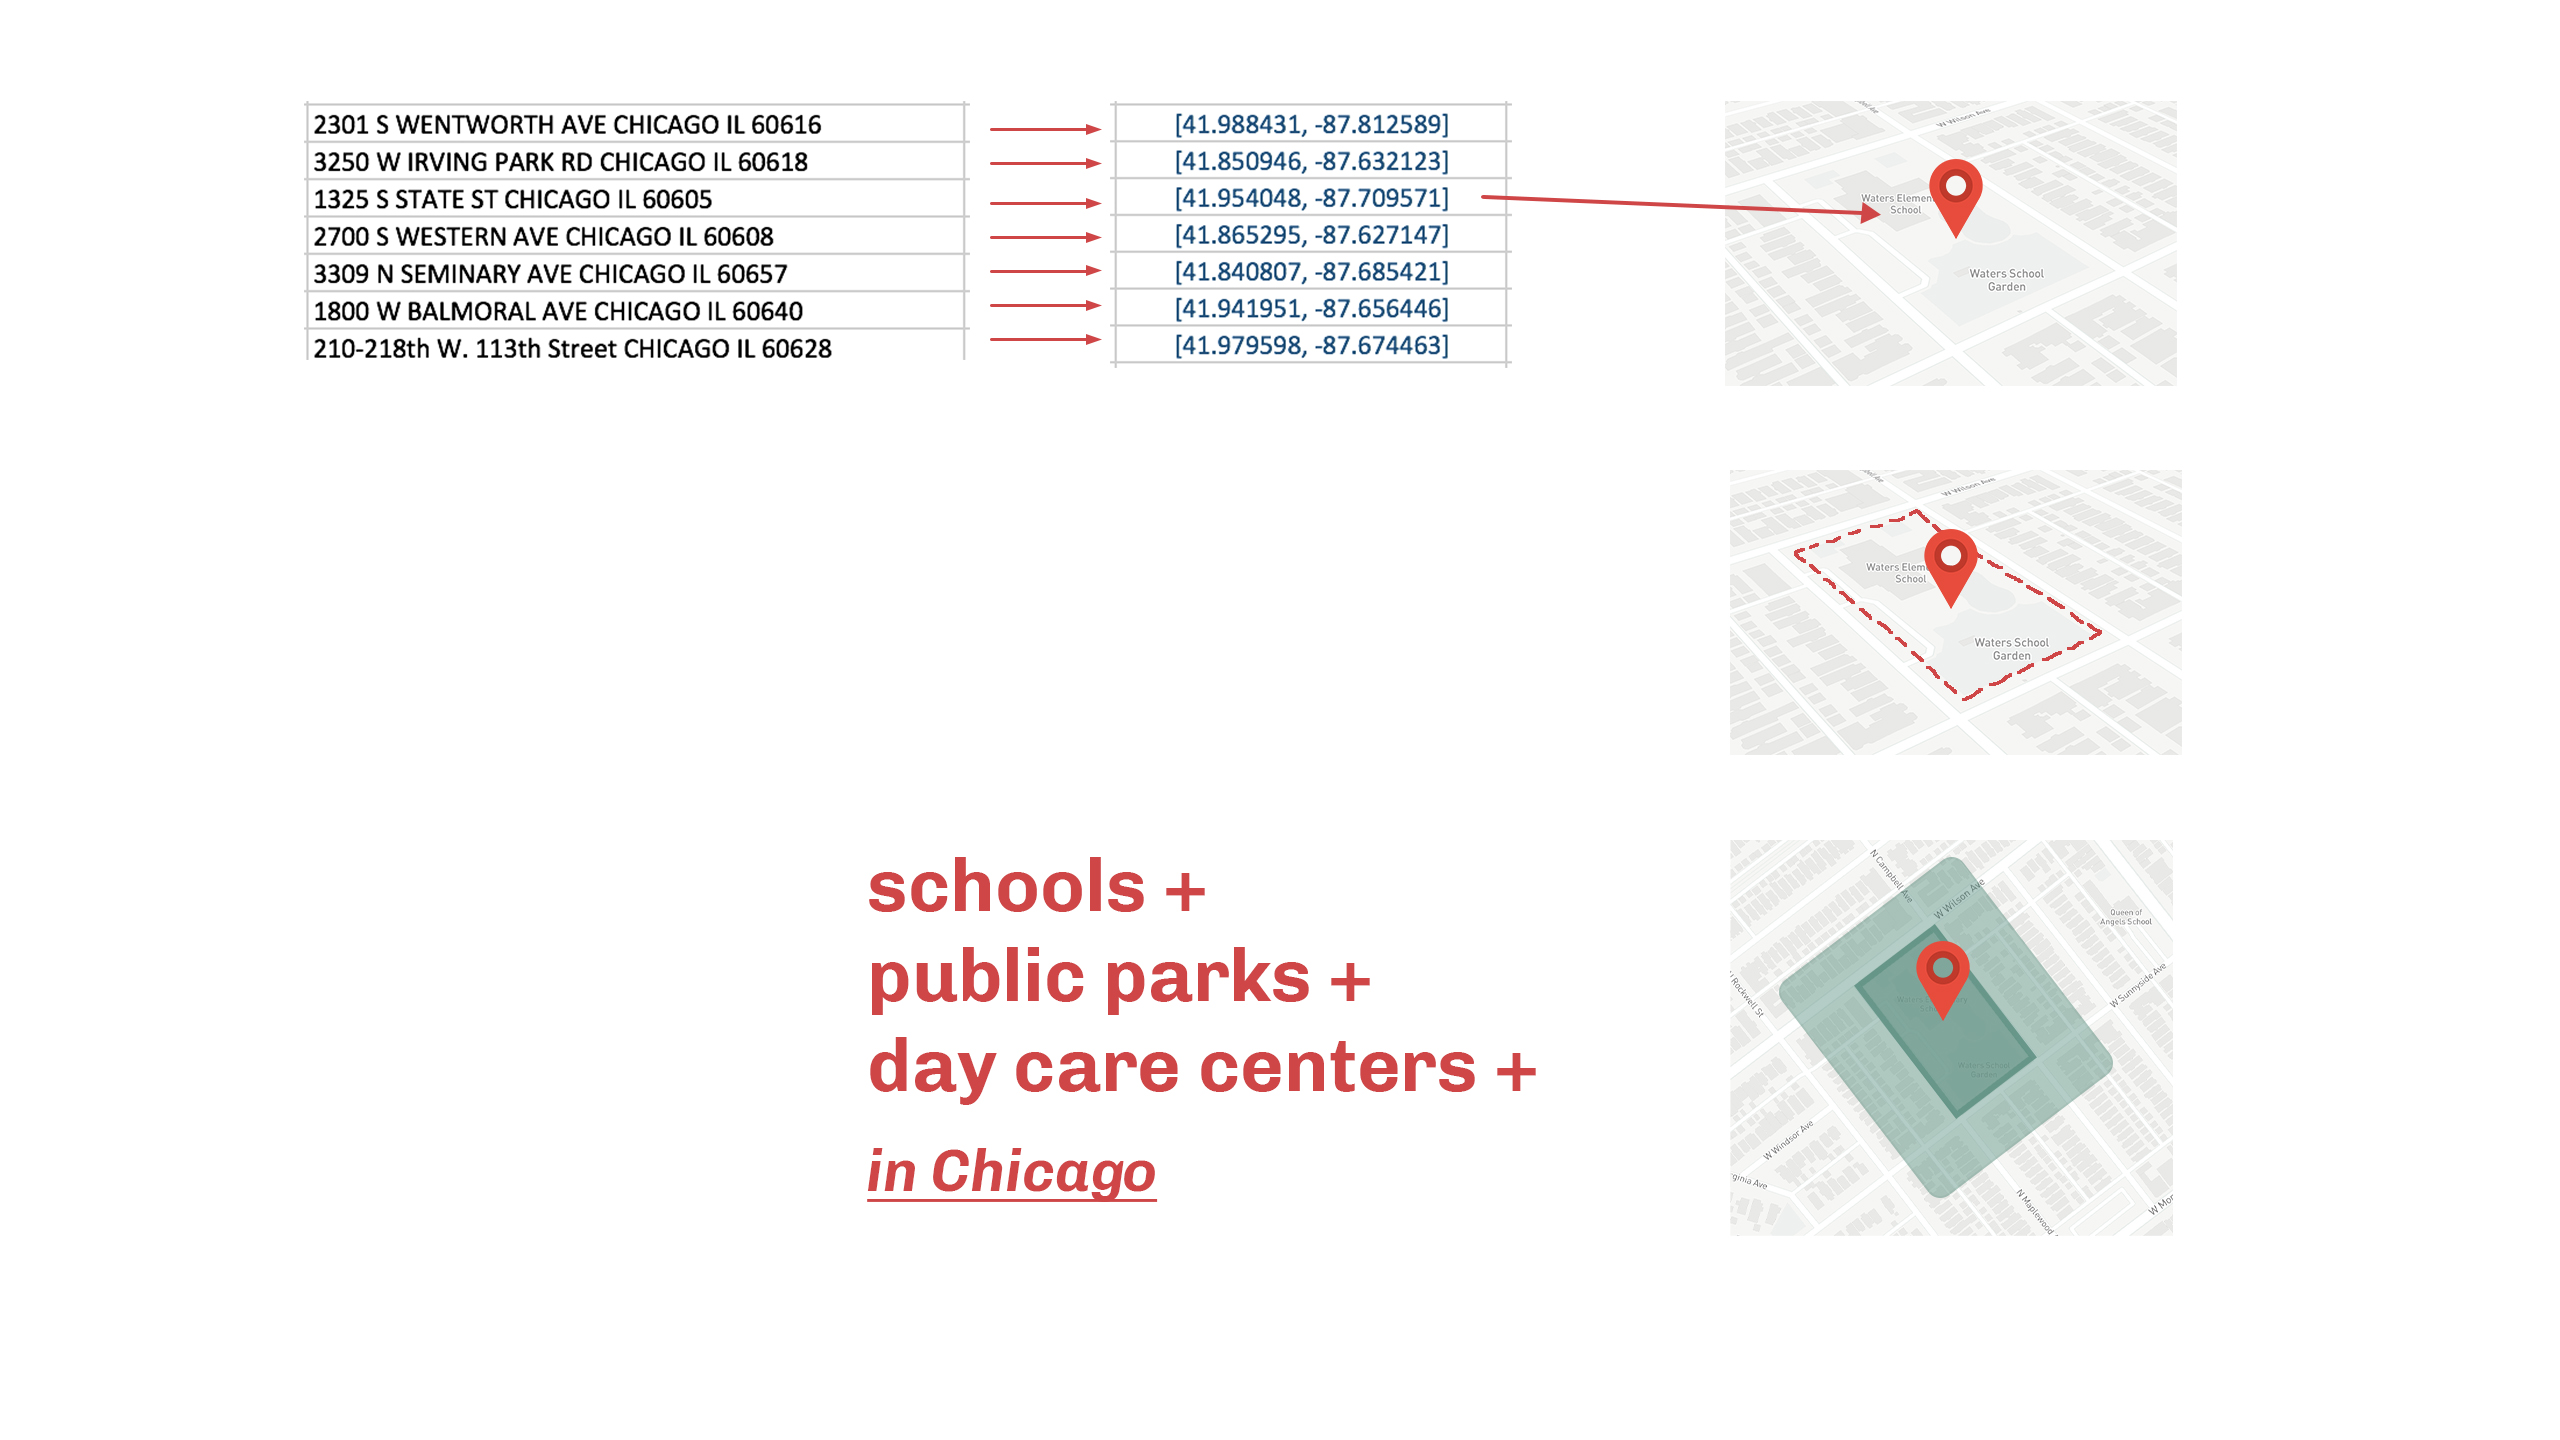 2301 S WENTWORTH AVE CHICAGO IL 60616
3250 W IRVING PARK RD CHICAGO IL 60618
1325 S STATE ST CHICAGO IL 60605
2700 S WESTERN AVE CHICAGO IL 60608
3309 N SEMINARY AVE CHICAGO IL 60657
1800 W BALMORAL AVE CHICAGO IL 60640
210-218th W. 113th Street CHICAGO IL 60628
[41.988431, -87.812589]
[41.850946, -87.632123]
[41.954048, -87.709571]
[41.865295, -87.627147]
[41.840807, -87.685421]
[41.941951, -87.656446]
[41.979598, -87.674463]
W Wilson Ave
Waters Elemen
School
Waters School
Garden
W Wilson Ave
Waters Eleme
School
Waters School
Garden
schools +
public parks +
day care centers +
in Chicago
N Campbell Ave
W Wilson Ave
Queen of
Angels School
N Rockwell St
W Sunnyside Ave
Waters School
Garden
W Windsor Ave
ginia Ave
N Maplewood
W Mor